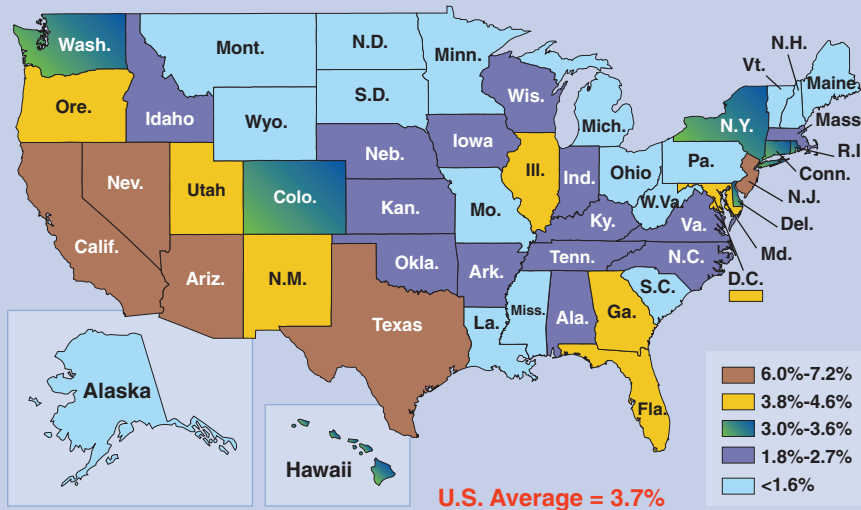 Wash.
Mont.
N.D.
Minn.
N.H.
Vt.
Maine
Ore.
Idaho
S.D.
Wis.
Mich.
N.Y.
Mass
R.I
Wyo.
Iowa
Pa.
Conn.
Nev.
Utah
Colo.
Neb.
Ill.
Ind.
Ohio
N.J.
W.Va.
Del.
Calif.
Kan.
Mo.
Ky.
Va.
Md.
Ariz.
N.M.
Okla.
Ark.
Tenn.
N.C.
D.C.
S.C.
Texas
La.
Miss.
Ala.
Ga.
Fla.
Alaska
Hawaii
6.0%-7.2%
3.8%-4.6%
3.0%-3.6%
1.8%-2.7%
<1.6%
U.S. Average = 3.7%